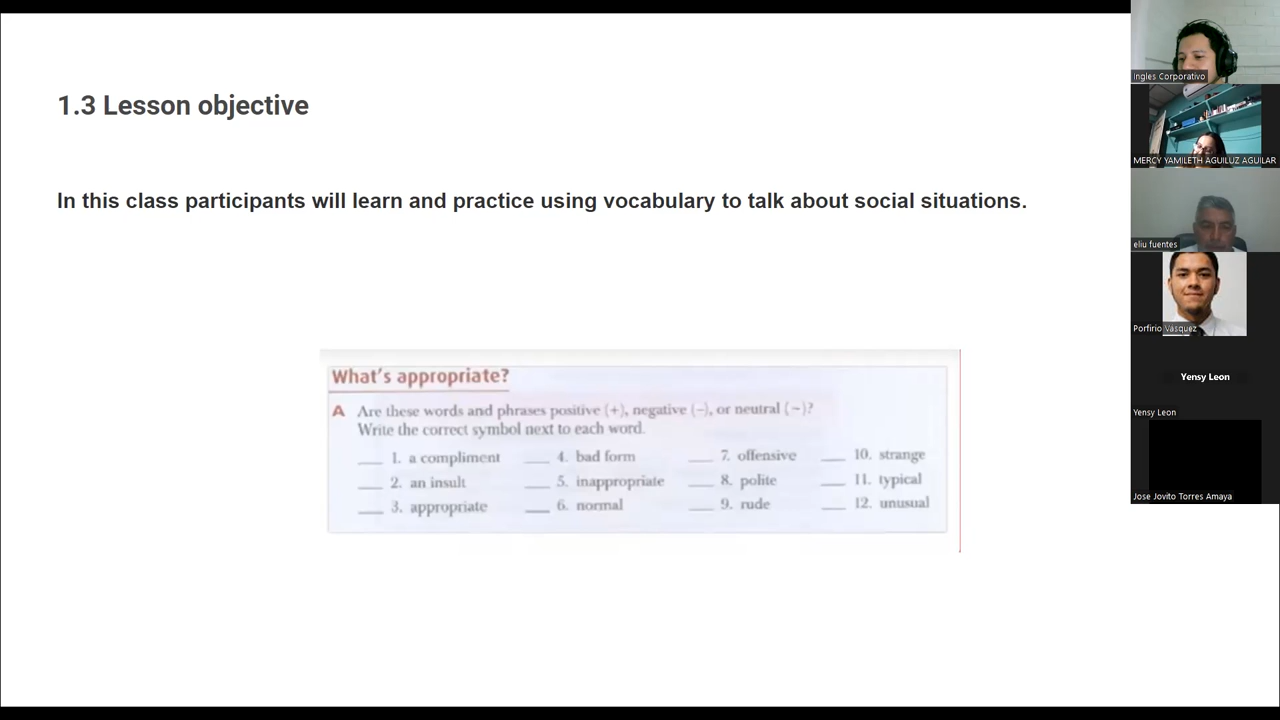 1.3 Lesson objective
In this class participants will learn and practice using vocabulary to talk about social situations.
What's appropriate?
A Are these words and phrases positive (+), negative (–), or neutral (~)?
Write the correct symbol next to each word.
___ 1. a compliment ___ 4. bad form ___ 7. offensive ___ 10. strange
___ 2. an insult ___ 5. inappropriate ___ 8. polite ___ 11. typical
___ 3. appropriate ___ 6. normal ___ 9. rude ___ 12. unusual
Ingles Corporativo
MERCY YAMILETH AGUILUZ AGUILAR
eliu fuentes
Porfirio Vasquez
Yensy Leon
Yensy Leon
Jose Jovito Torres Amaya